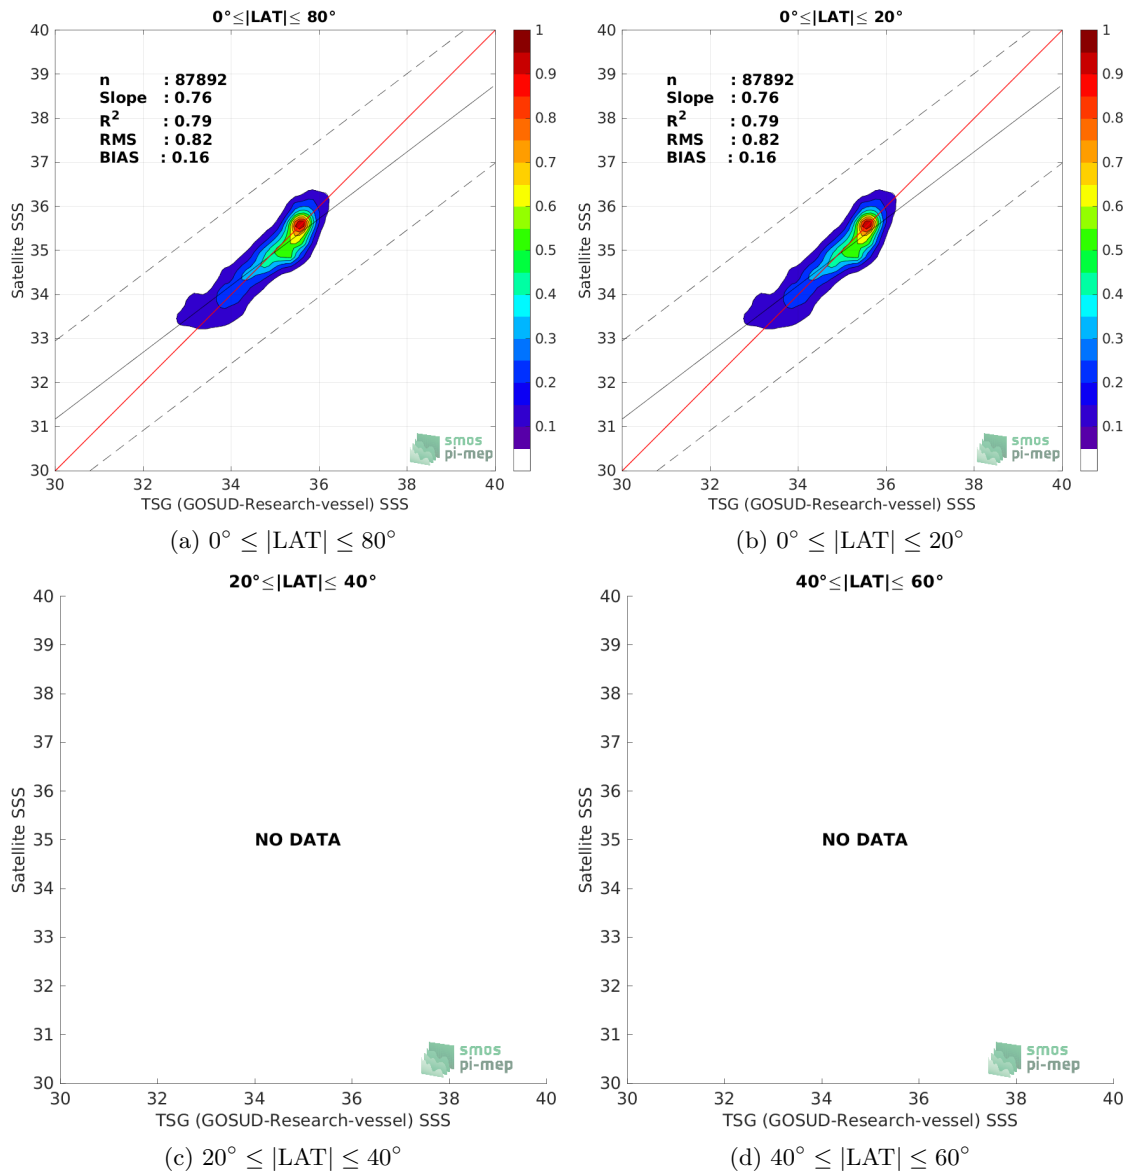 0°≤|LAT|≤ 80°
40
39
38
37
36
35
34
33
32
31
30
30
32
34
36
38
40
Satellite SSS
TSG (GOSUD-Research-vessel) SSS
n : 87892
Slope : 0.76
R² : 0.79
RMS : 0.82
BIAS : 0.16
1
0.9
0.8
0.7
0.6
0.5
0.4
0.3
0.2
0.1
smos
pi-mep
(a) 0° ≤ |LAT| ≤ 80°
0°≤|LAT|≤ 20°
40
39
38
37
36
35
34
33
32
31
30
30
32
34
36
38
40
Satellite SSS
TSG (GOSUD-Research-vessel) SSS
n : 87892
Slope : 0.76
R² : 0.79
RMS : 0.82
BIAS : 0.16
1
0.9
0.8
0.7
0.6
0.5
0.4
0.3
0.2
0.1
smos
pi-mep
(b) 0° ≤ |LAT| ≤ 20°
20°≤|LAT|≤ 40°
40
39
38
37
36
35
34
33
32
31
30
30
32
34
36
38
40
Satellite SSS
TSG (GOSUD-Research-vessel) SSS
NO DATA
smos
pi-mep
(c) 20° ≤ |LAT| ≤ 40°
40°≤|LAT|≤ 60°
40
39
38
37
36
35
34
33
32
31
30
30
32
34
36
38
40
Satellite SSS
TSG (GOSUD-Research-vessel) SSS
NO DATA
smos
pi-mep
(d) 40° ≤ |LAT| ≤ 60°